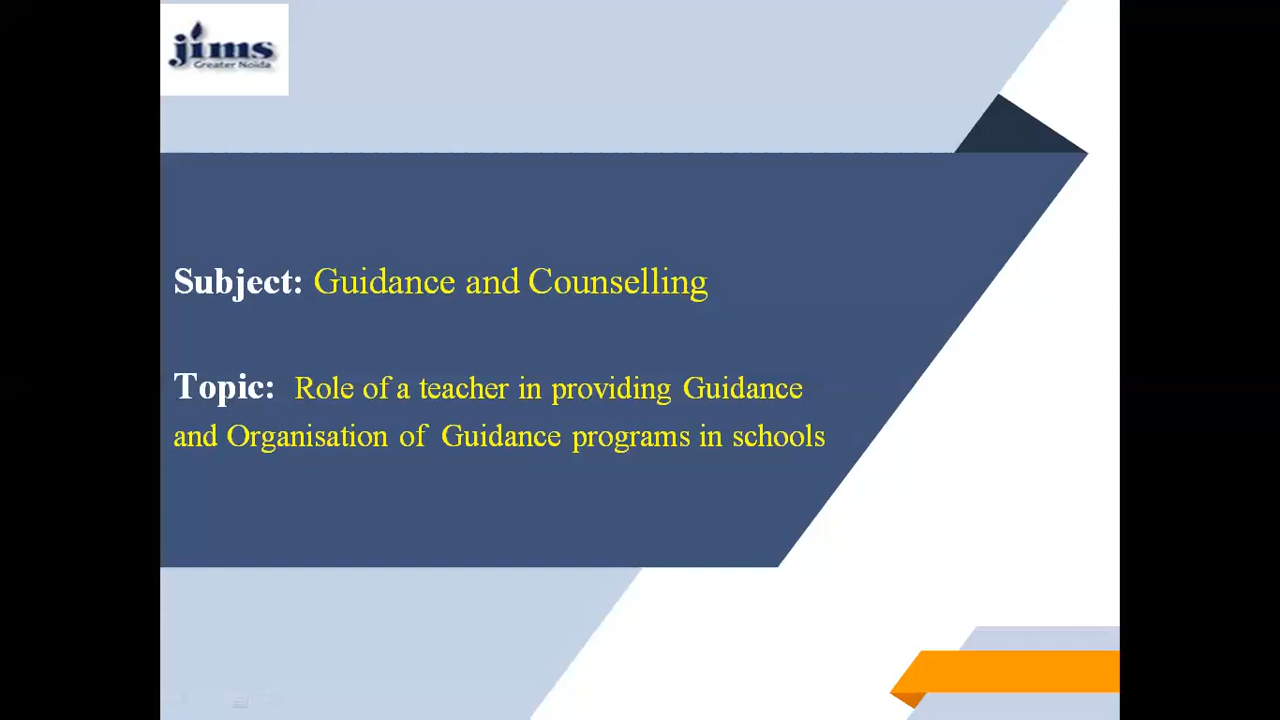 jims
Greater Noida
Subject: Guidance and Counselling
Topic: Role of a teacher in providing Guidance
and Organisation of Guidance programs in schools